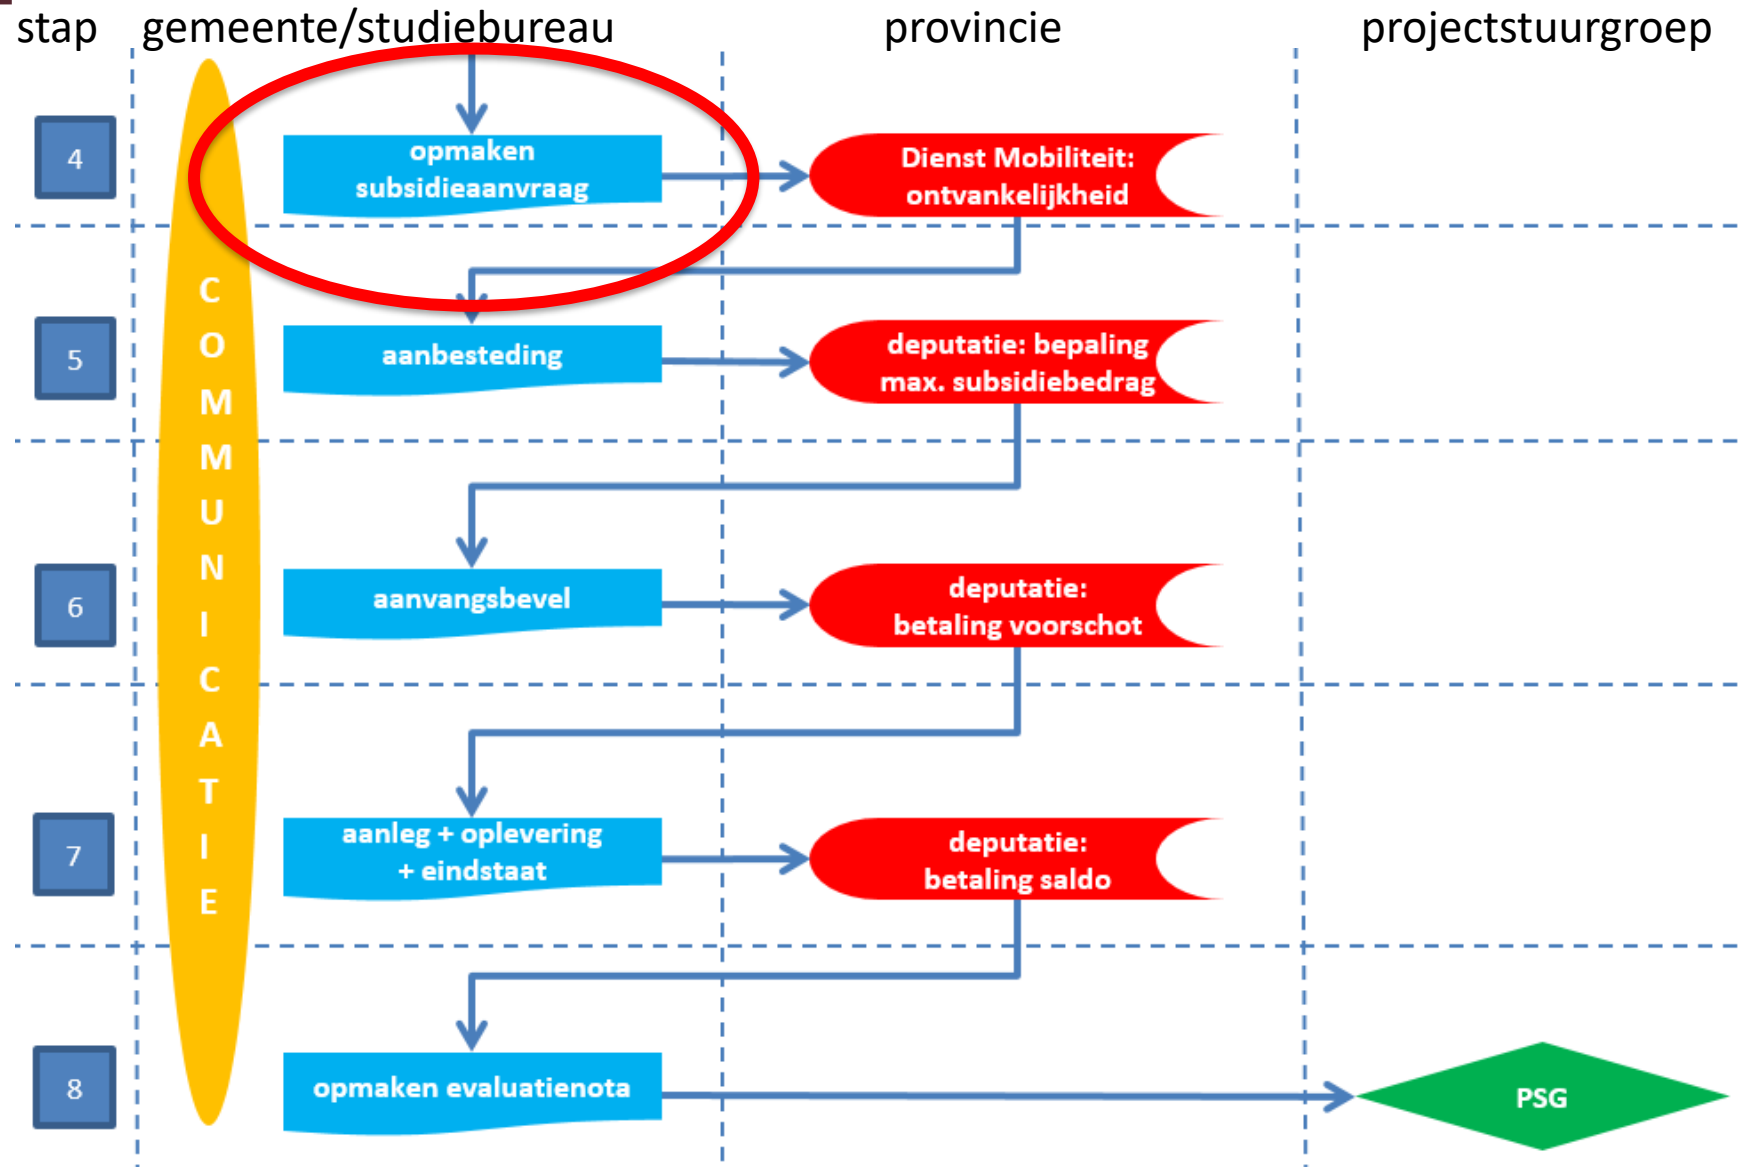 stap gemeente/studiebureau provincie projectstuurgroep
4
opmaken
subsidieaanvraag
Dienst Mobiliteit:
ontvankelijkheid
5
aanbesteding
deputatie: bepaling
max. subsidiebedrag
6
aanvangsbevel
deputatie:
betaling voorschot
7
aanleg + oplevering
+ eindstaat
deputatie:
betaling saldo
8
opmaken evaluatienota
PSG
C
O
M
M
U
N
I
C
A
T
I
E